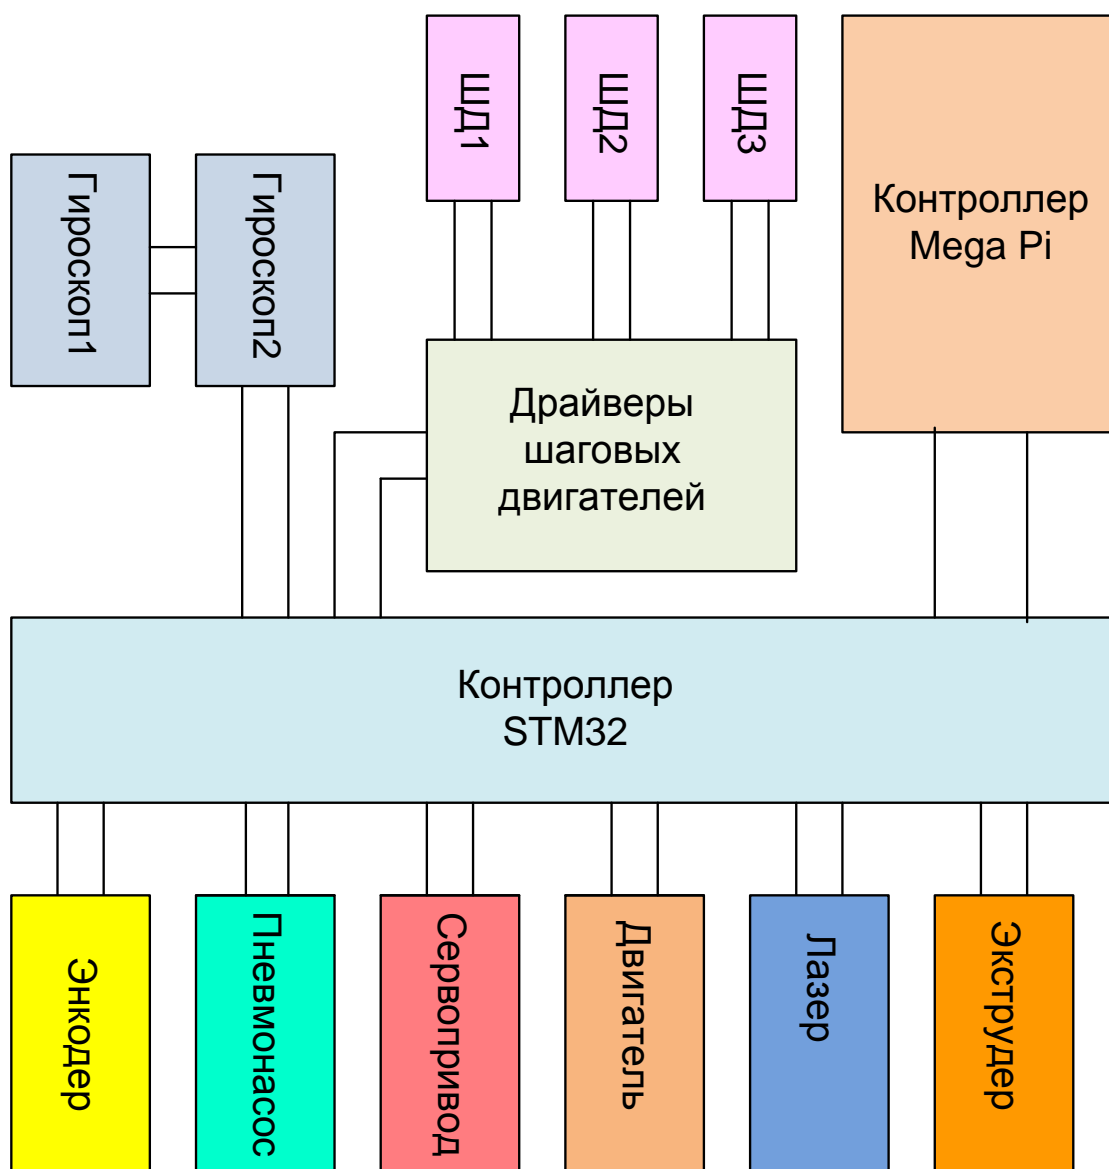 ШД1
ШД2
ШД3
Контроллер
Mega Pi
Гироскоп1
Гироскоп2
Драйверы
шаговых
двигателей
Контроллер
STM32
Энкодер
Пневмонасос
Сервопривод
Двигатель
Лазер
Экструдер